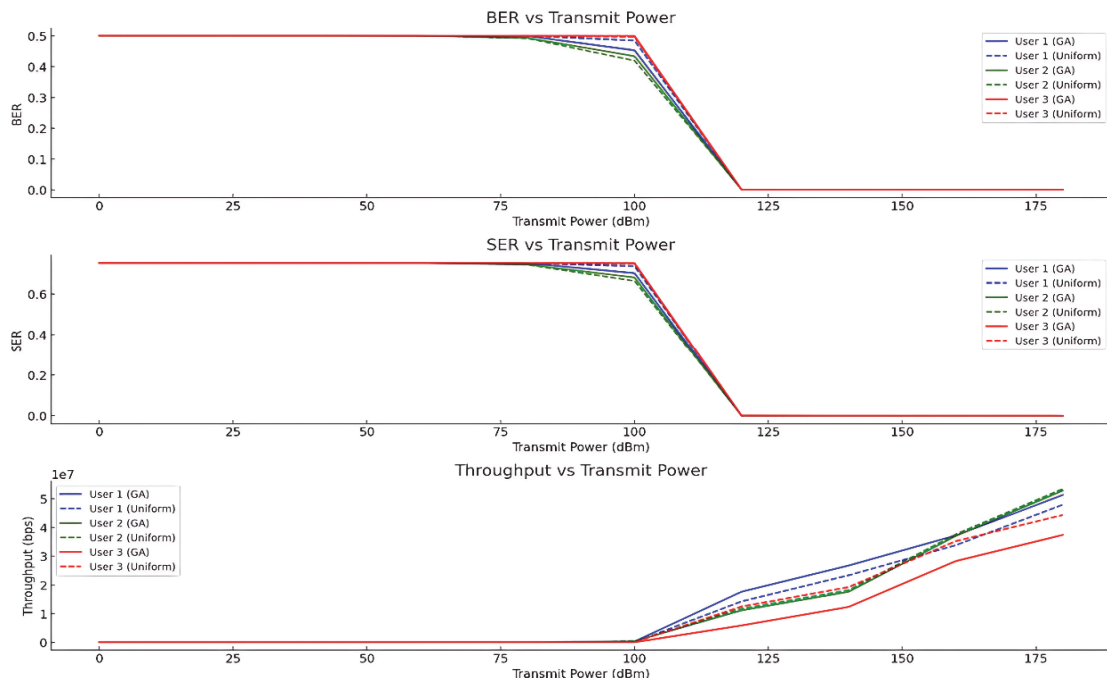 BER vs Transmit Power
0.5
0.4
0.3
0.2
0.1
0.0
BER
User 1 (GA)
User 1 (Uniform)
User 2 (GA)
User 2 (Uniform)
User 3 (GA)
User 3 (Uniform)
0 25 50 75 100 125 150 175
Transmit Power (dBm)
SER vs Transmit Power
0.6
0.4
0.2
0.0
SER
User 1 (GA)
User 1 (Uniform)
User 2 (GA)
User 2 (Uniform)
User 3 (GA)
User 3 (Uniform)
0 25 50 75 100 125 150 175
Transmit Power (dBm)
Throughput vs Transmit Power
1e7
5
4
3
2
1
0
Throughput (bps)
User 1 (GA)
User 1 (Uniform)
User 2 (GA)
User 2 (Uniform)
User 3 (GA)
User 3 (Uniform)
0 25 50 75 100 125 150 175
Transmit Power (dBm)